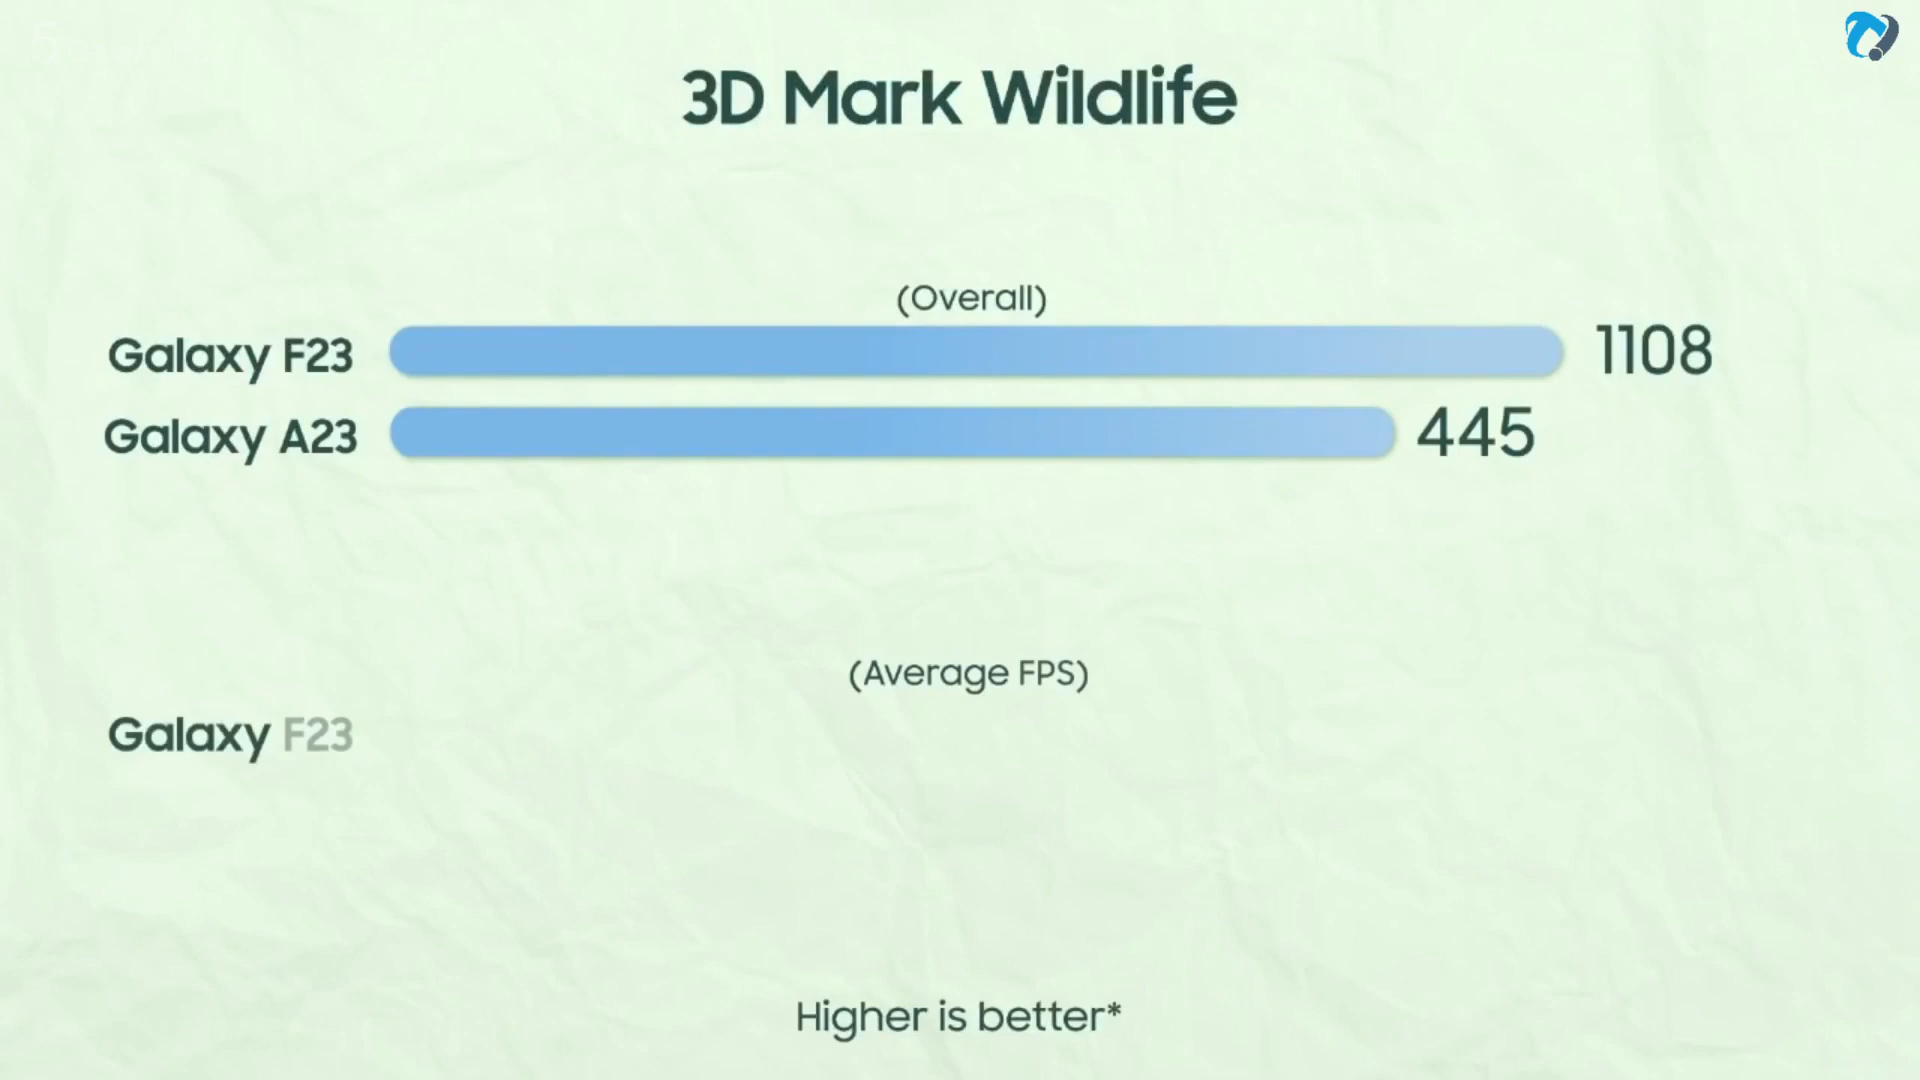 3D Mark Wildlife
(Overall)
Galaxy F23 1108
Galaxy A23 445
(Average FPS)
Galaxy F23
Higher is better*